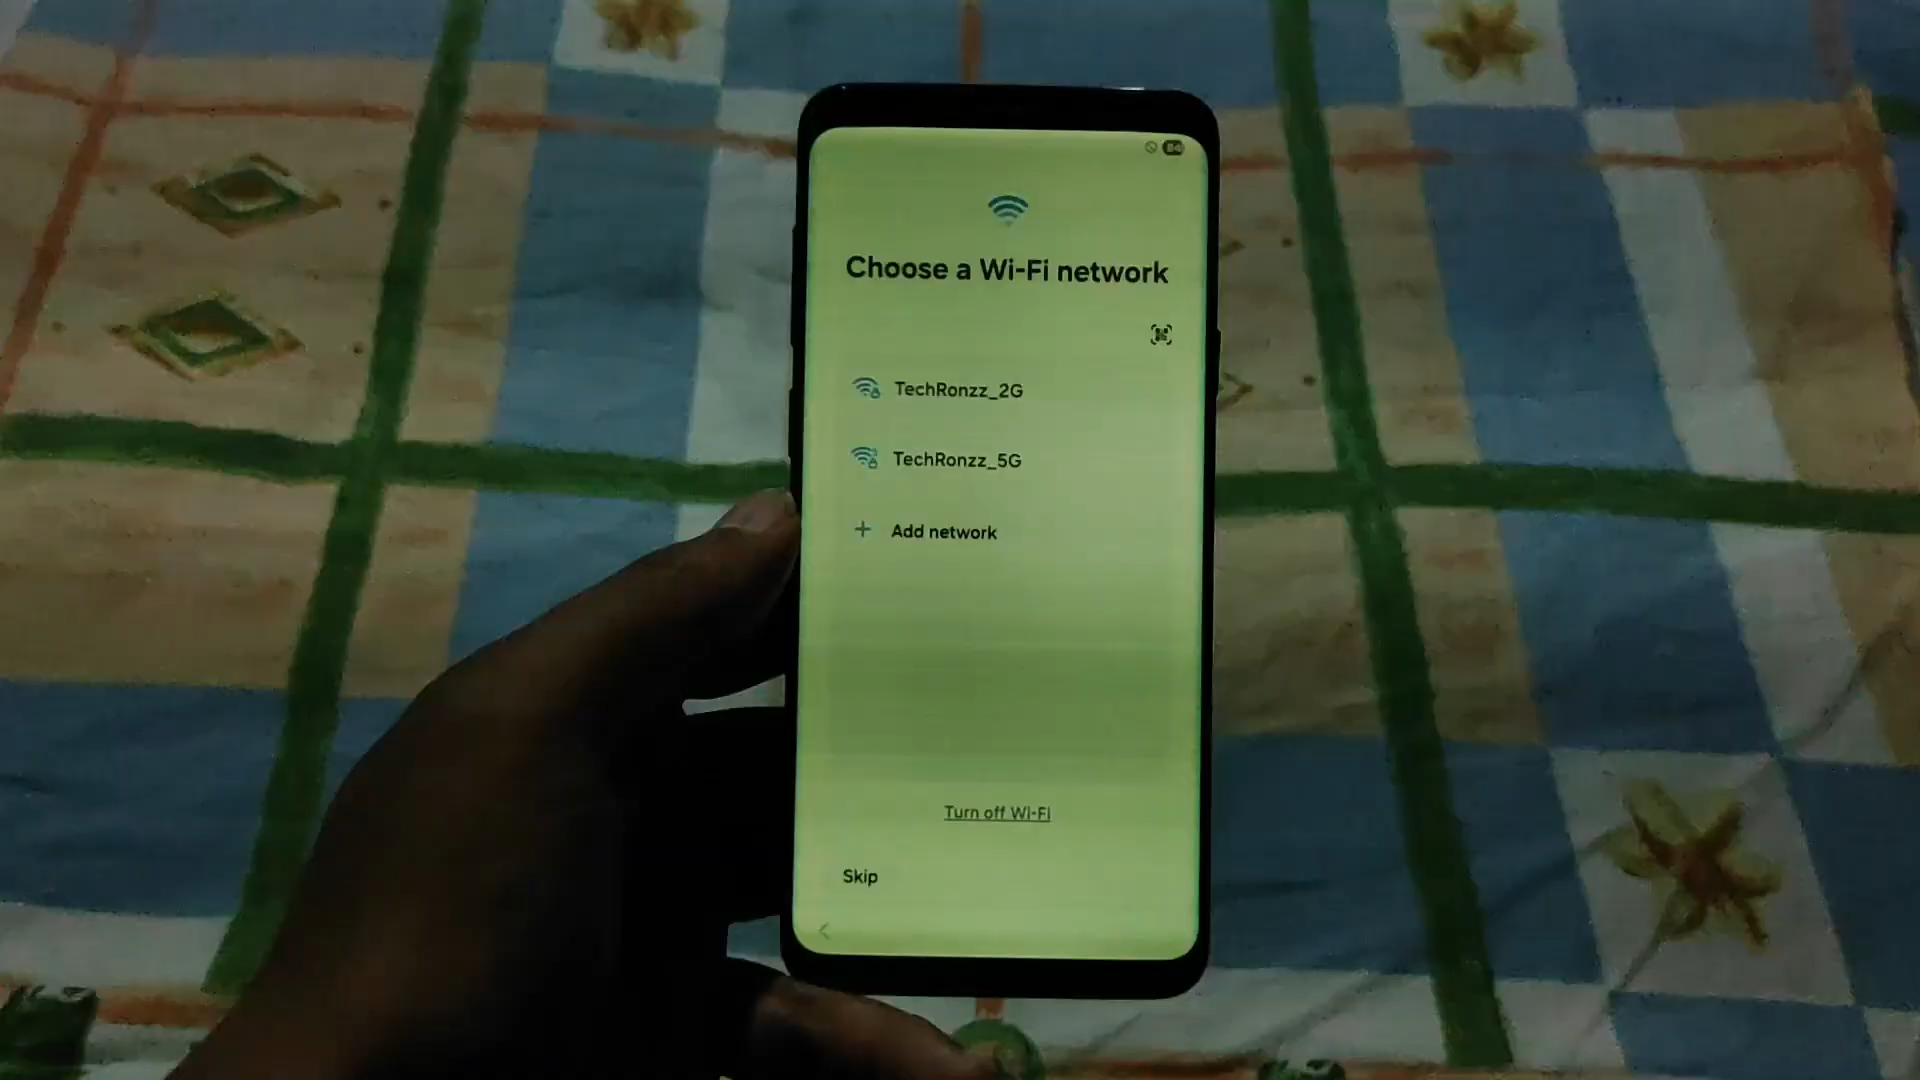 Choose a Wi-Fi network
TechRonzz_2G
TechRonzz_5G
+ Add network
Turn off Wi-Fi
Skip